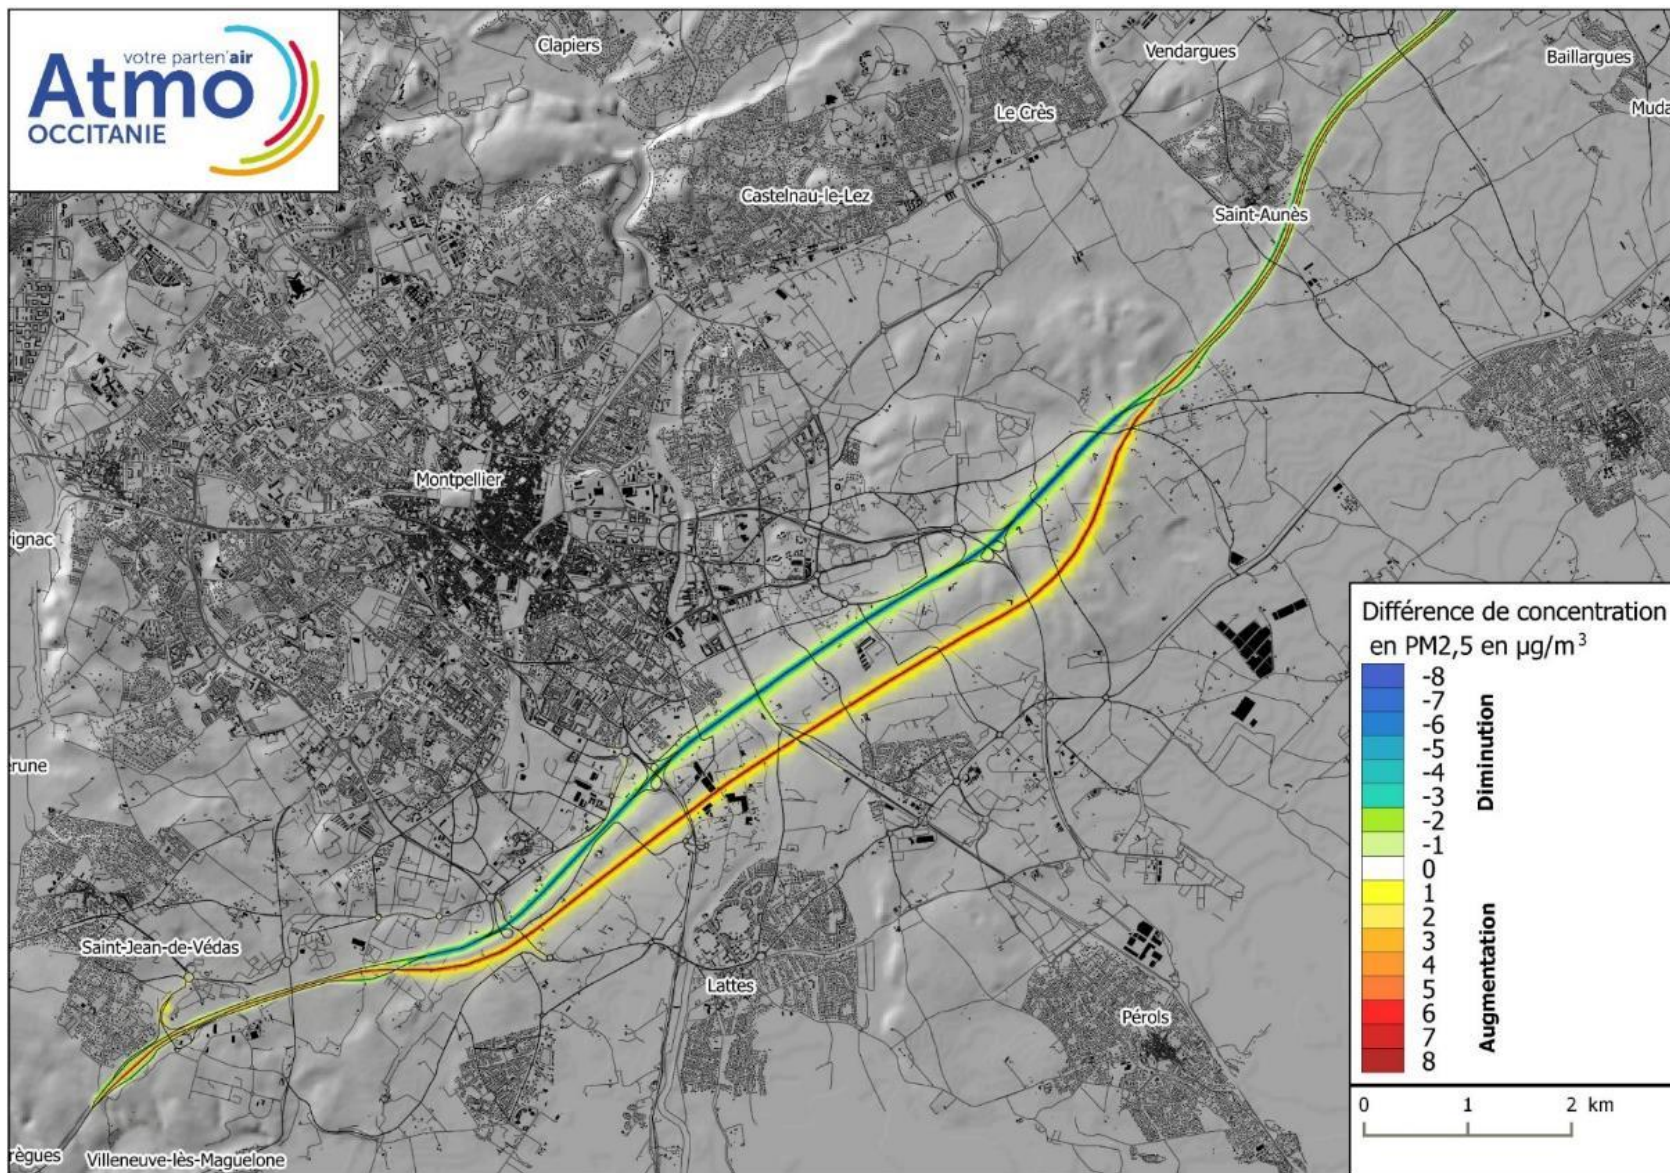 votre parten'air
Atmo
OCCITANIE
Clapiers
Vendargues
Baillargues
Le Crès
Muda
Castelnau-le-Lez
Saint-Aunès
Montpellier
vignac
erune
Saint-Jean-de-Védas
Lattes
Pérols
règues
Villeneuve-lès-Maguelone
Différence de concentration
en PM2,5 en µg/m³
-8
-7
-6
-5
-4
-3
-2
-1
0
1
2
3
4
5
6
7
8
Diminution
Augmentation
0 1 2 km